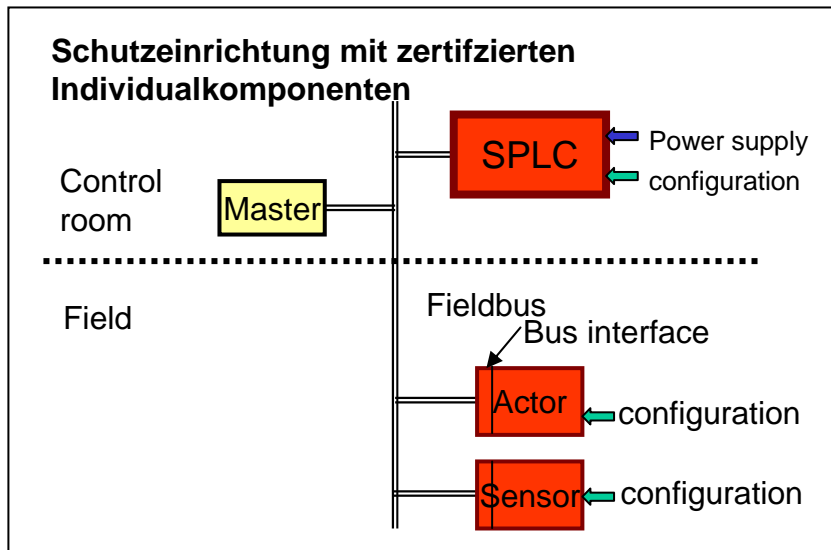 Schutzeinrichtung mit zertifzierten
Individualkomponenten
SPLC
Power supply
configuration
Control
room
Master
Field
Fieldbus
Bus interface
Actor
configuration
Sensor
configuration